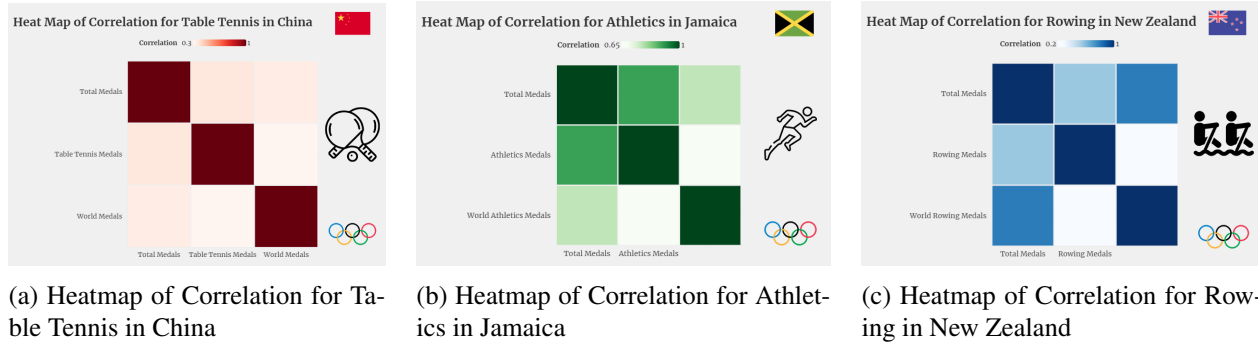 Heat Map of Correlation for Table Tennis in China
Correlation 0.3 1
Total Medals
Table Tennis Medals
World Medals
Total Medals Table Tennis Medals World Medals
(a) Heatmap of Correlation for Ta-
ble Tennis in China
Heat Map of Correlation for Athletics in Jamaica
Correlation 0.65 1
Total Medals
Athletics Medals
World Athletics Medals
Total Medals Athletics Medals
(b) Heatmap of Correlation for Athlet-
ics in Jamaica
Heat Map of Correlation for Rowing in New Zealand
Correlation 0.2 1
Total Medals
Rowing Medals
World Rowing Medals
Total Medals Rowing Medals
(c) Heatmap of Correlation for Row-
ing in New Zealand